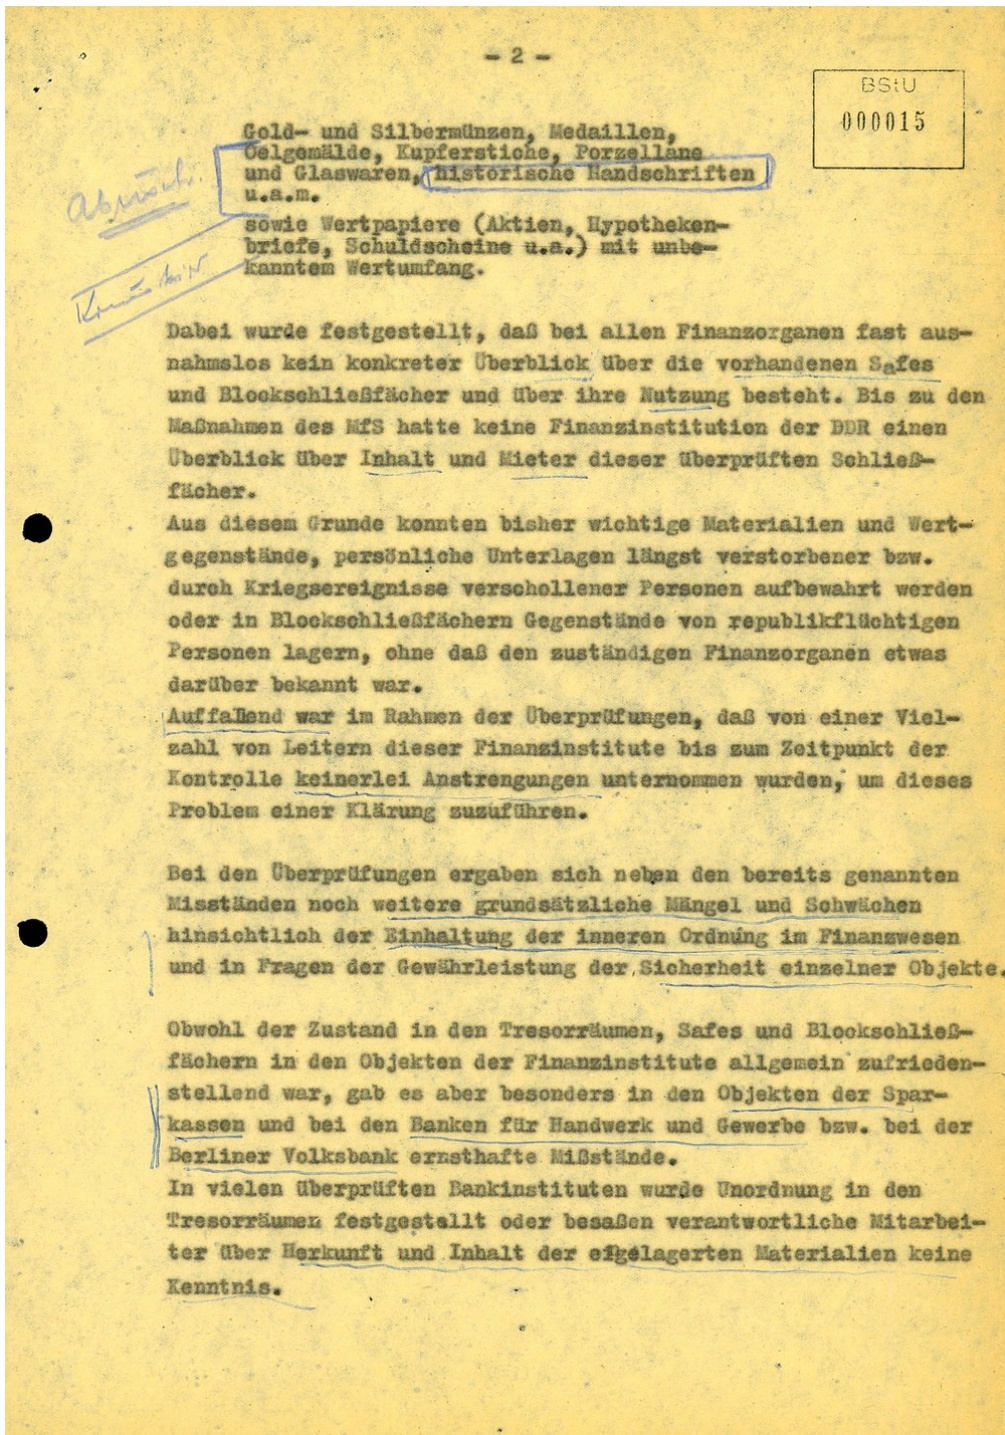 - 2 -
BStU
000015
Gold- und Silbermünzen, Medaillen,
Oelgemälde, Kupferstiche, Porzellane
und Glaswaren, historische Handschriften
u.a.m.
sowie Wertpapiere (Aktien, Hypotheken-
briefe, Schuldscheine u.a.) mit unbe-
kanntem Wertumfang.
Dabei wurde festgestellt, daß bei allen Finanzorganen fast aus-
nahmslos kein konkreter Überblick über die vorhandenen Safes
und Blockschließfächer und über ihre Nutzung besteht. Bis zu den
Maßnahmen des MfS hatte keine Finanzinstitution der DDR einen
Überblick über Inhalt und Mieter dieser überprüften Schließ-
fächer.
Aus diesem Grunde konnten bisher wichtige Materialien und Wert-
gegenstände, persönliche Unterlagen längst verstorbener bzw.
durch Kriegsereignisse verschollener Personen aufbewahrt werden
oder in Blockschließfächern Gegenstände von republikflüchtigen
Personen lagern, ohne daß den zuständigen Finanzorganen etwas
darüber bekannt war.
Auffallend war im Rahmen der Überprüfungen, daß von einer Viel-
zahl von Leitern dieser Finanzinstitute bis zum Zeitpunkt der
Kontrolle keinerlei Anstrengungen unternommen wurden, um dieses
Problem einer Klärung zuzuführen.
Bei den Überprüfungen ergaben sich neben den bereits genannten
Misständen noch weitere grundsätzliche Mängel und Schwächen
hinsichtlich der Einhaltung der inneren Ordnung im Finanzwesen
und in Fragen der Gewährleistung der Sicherheit einzelner Objekte.
Obwohl der Zustand in den Tresorräumen, Safes und Blockschließ-
fächern in den Objekten der Finanzinstitute allgemein zufrieden-
stellend war, gab es aber besonders in den Objekten der Spar-
kassen und bei den Banken für Handwerk und Gewerbe bzw. bei der
Berliner Volksbank ernsthafte Mißstände.
In vielen überprüften Bankinstituten wurde Unordnung in den
Tresorräumen festgestellt oder besaßen verantwortliche Mitarbei-
ter über Herkunft und Inhalt der eigelagerten Materialien keine
Kenntnis.